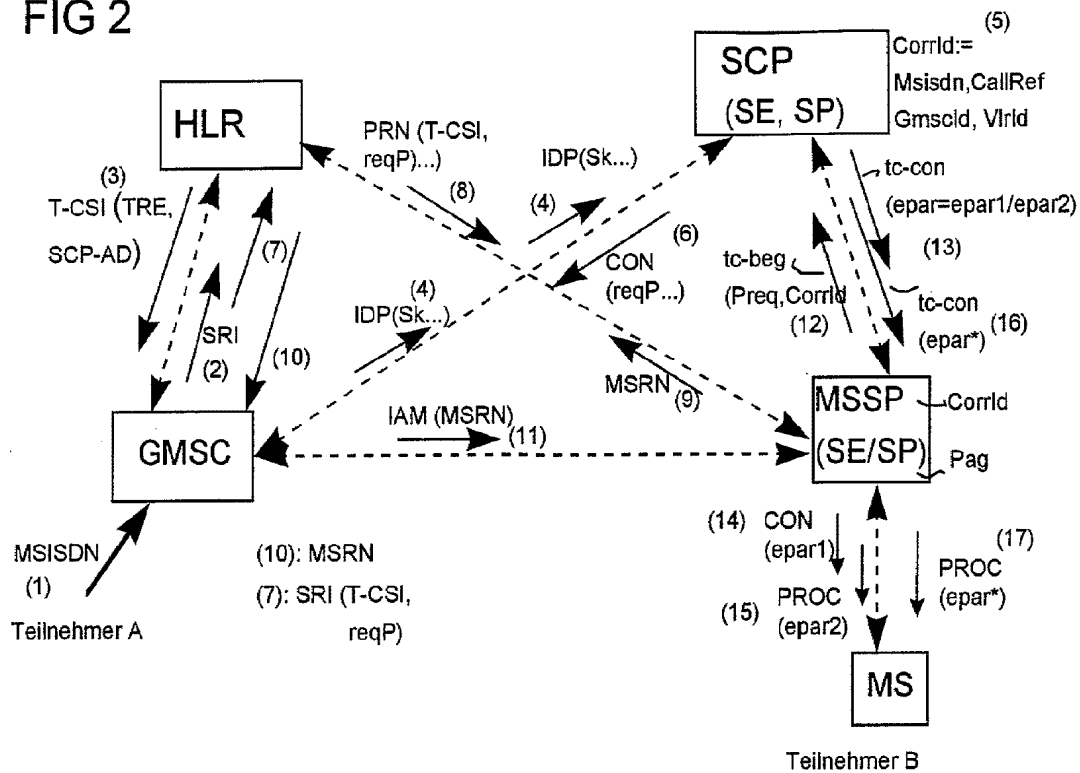 FIG 2
(5)
SCP
(SE, SP)
CorrId:=
Msisdn,CallRef
GmscId, VlrId
HLR
PRN (T-CSI,
reqP)...)
(8)
IDP(Sk...)
(4)
(6)
CON
(reqP...)
tc-con
(epar=epar1/epar2)
(13)
(3)
T-CSI (TRE,
SCP-AD)
(7)
SRI
(2)
(10)
(4)
IDP(Sk...)
tc-beg
(Preq,CorrId
(12)
tc-con
(epar*)
(16)
MSRN
(9)
GMSC
IAM (MSRN)
(11)
MSSP
(SE/SP)
CorrId
Pag
MSISDN
(1)
Teilnehmer A
(10): MSRN
(7): SRI (T-CSI,
reqP)
(14)
CON
(epar1)
(15)
PROC
(epar2)
(17)
PROC
(epar*)
MS
Teilnehmer B